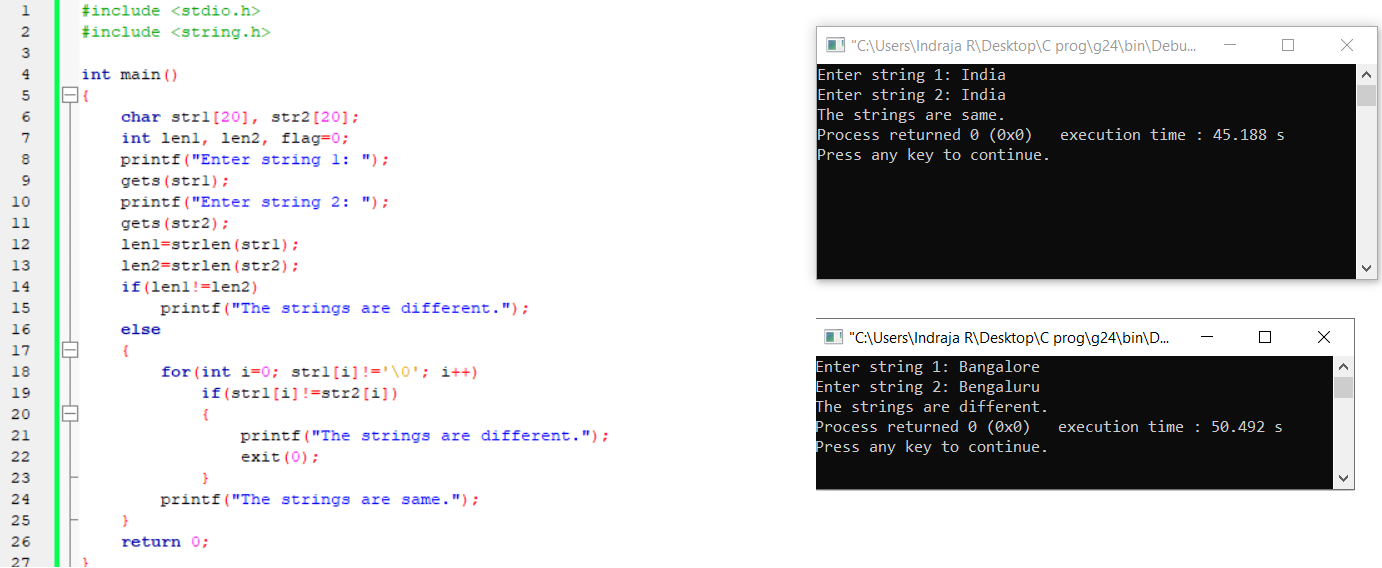 1 #include <stdio.h>
2 #include <string.h>
3
4 int main()
5 {
6 char str1[20], str2[20];
7 int len1, len2, flag=0;
8 printf("Enter string 1: ");
9 gets(str1);
10 printf("Enter string 2: ");
11 gets(str2);
12 len1=strlen(str1);
13 len2=strlen(str2);
14 if(len1!=len2)
15 printf("The strings are different.");
16 else
17 {
18 for(int i=0; str1[i]!='\0'; i++)
19 if(str1[i]!=str2[i])
20 {
21 printf("The strings are different.");
22 exit(0);
23 }
24 printf("The strings are same.");
25 }
26 return 0;
27 }
"C:\Users\Indraja R\Desktop\C prog\g24\bin\Debu...
Enter string 1: India
Enter string 2: India
The strings are same.
Process returned 0 (0x0) execution time : 45.188 s
Press any key to continue.
"C:\Users\Indraja R\Desktop\C prog\g24\bin\D...
Enter string 1: Bangalore
Enter string 2: Bengaluru
The strings are different.
Process returned 0 (0x0) execution time : 50.492 s
Press any key to continue.